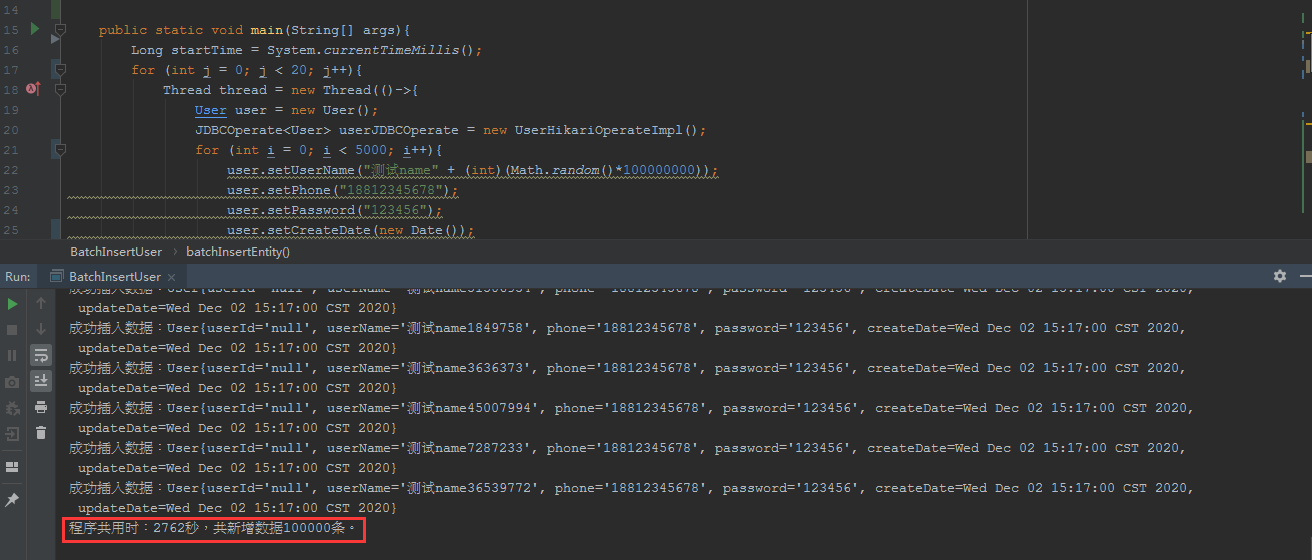 14
15 public static void main(String[] args){
16 Long startTime = System.currentTimeMillis();
17 for (int j = 0; j < 20; j++){
18 Thread thread = new Thread(()->{
19 User user = new User();
20 JDBCOperate<User> userJDBCOperate = new UserHikariOperateImpl();
21 for (int i = 0; i < 5000; i++){
22 user.setUserName("测试name" + (int)(Math.random()*100000000));
23 user.setPhone("18812345678");
24 user.setPassword("123456");
25 user.setCreateDate(new Date());
BatchInsertUser › batchInsertEntity()
Run: BatchInsertUser ×
updateDate=Wed Dec 02 15:17:00 CST 2020}
成功插入数据：User{userId='null', userName='测试name1849758', phone='18812345678', password='123456', createDate=Wed Dec 02 15:17:00 CST 2020,
updateDate=Wed Dec 02 15:17:00 CST 2020}
成功插入数据：User{userId='null', userName='测试name3636373', phone='18812345678', password='123456', createDate=Wed Dec 02 15:17:00 CST 2020,
updateDate=Wed Dec 02 15:17:00 CST 2020}
成功插入数据：User{userId='null', userName='测试name45007994', phone='18812345678', password='123456', createDate=Wed Dec 02 15:17:00 CST 2020,
updateDate=Wed Dec 02 15:17:00 CST 2020}
成功插入数据：User{userId='null', userName='测试name7287233', phone='18812345678', password='123456', createDate=Wed Dec 02 15:17:00 CST 2020,
updateDate=Wed Dec 02 15:17:00 CST 2020}
成功插入数据：User{userId='null', userName='测试name36539772', phone='18812345678', password='123456', createDate=Wed Dec 02 15:17:00 CST 2020,
updateDate=Wed Dec 02 15:17:00 CST 2020}
程序共用时：2762秒，共新增数据100000条。